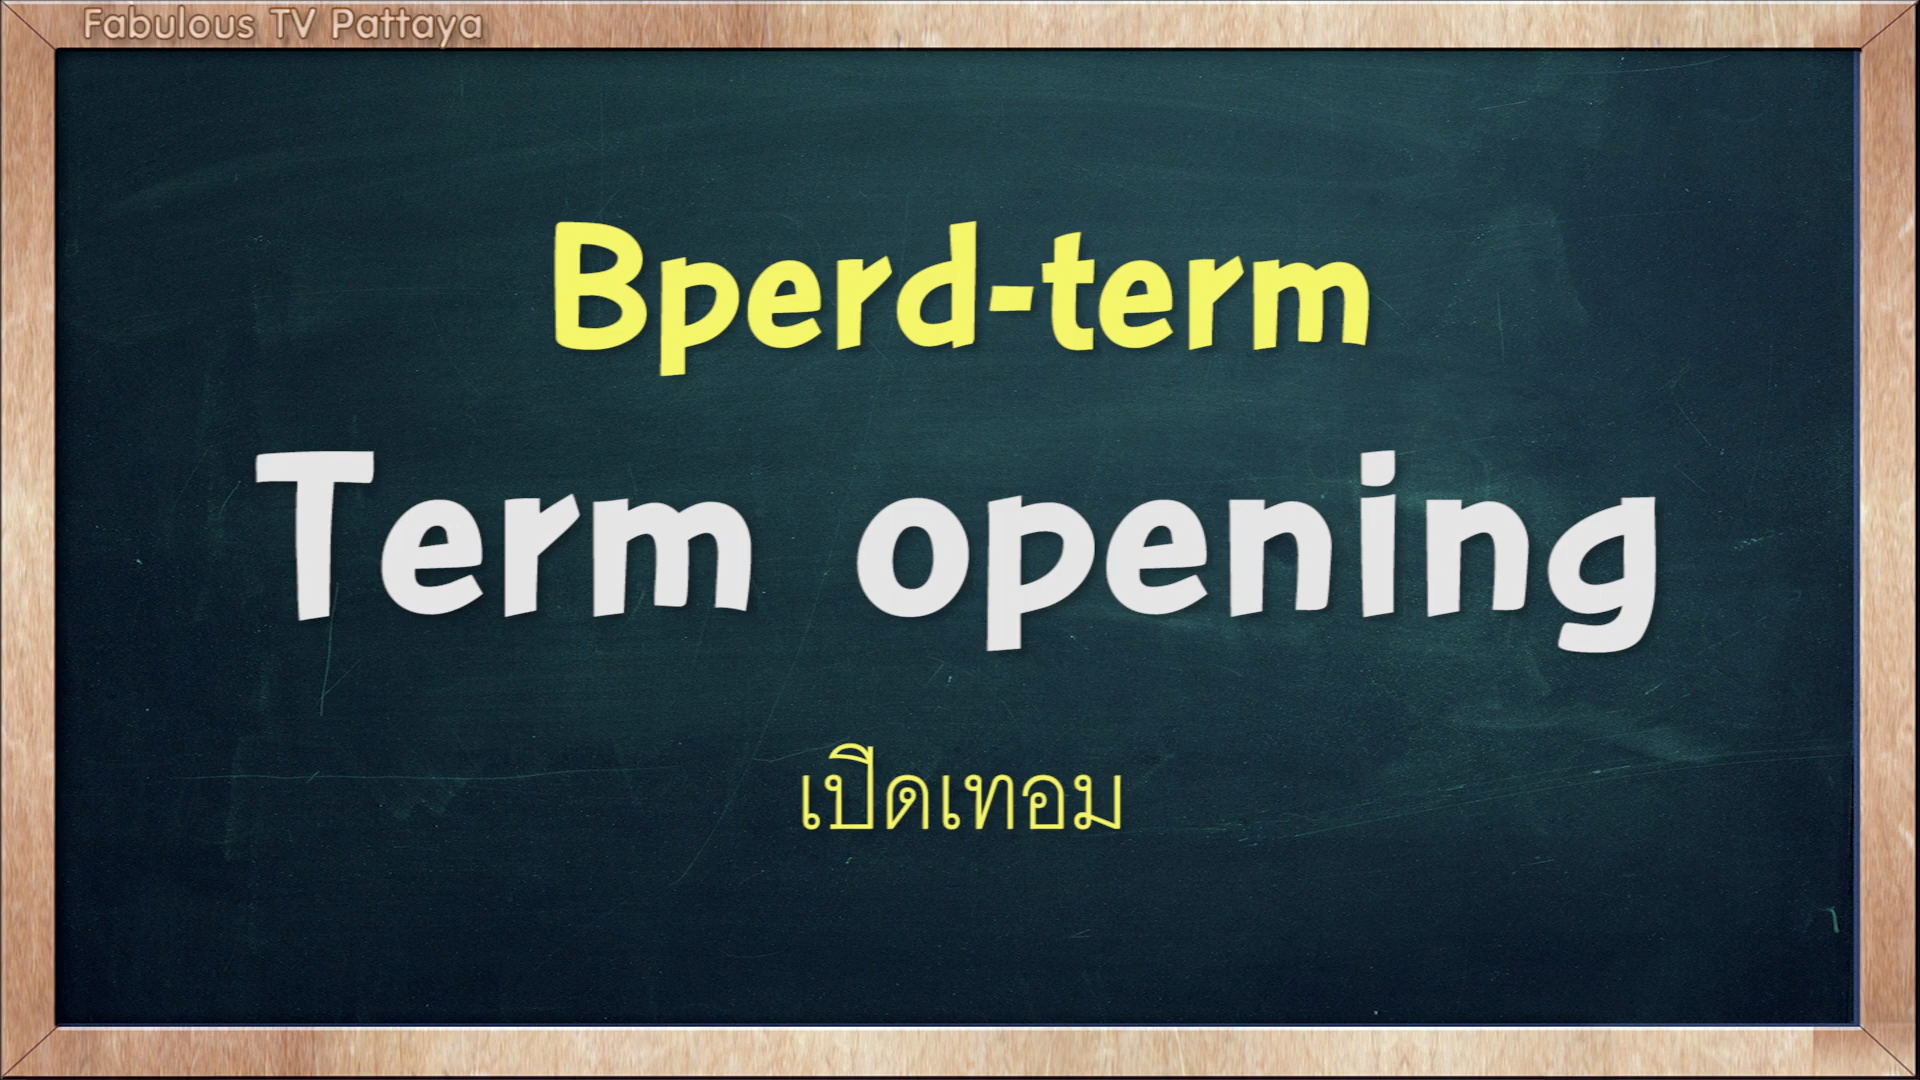 Fabulous TV Pattaya
Bperd-term
Term opening
เปิดเทอม